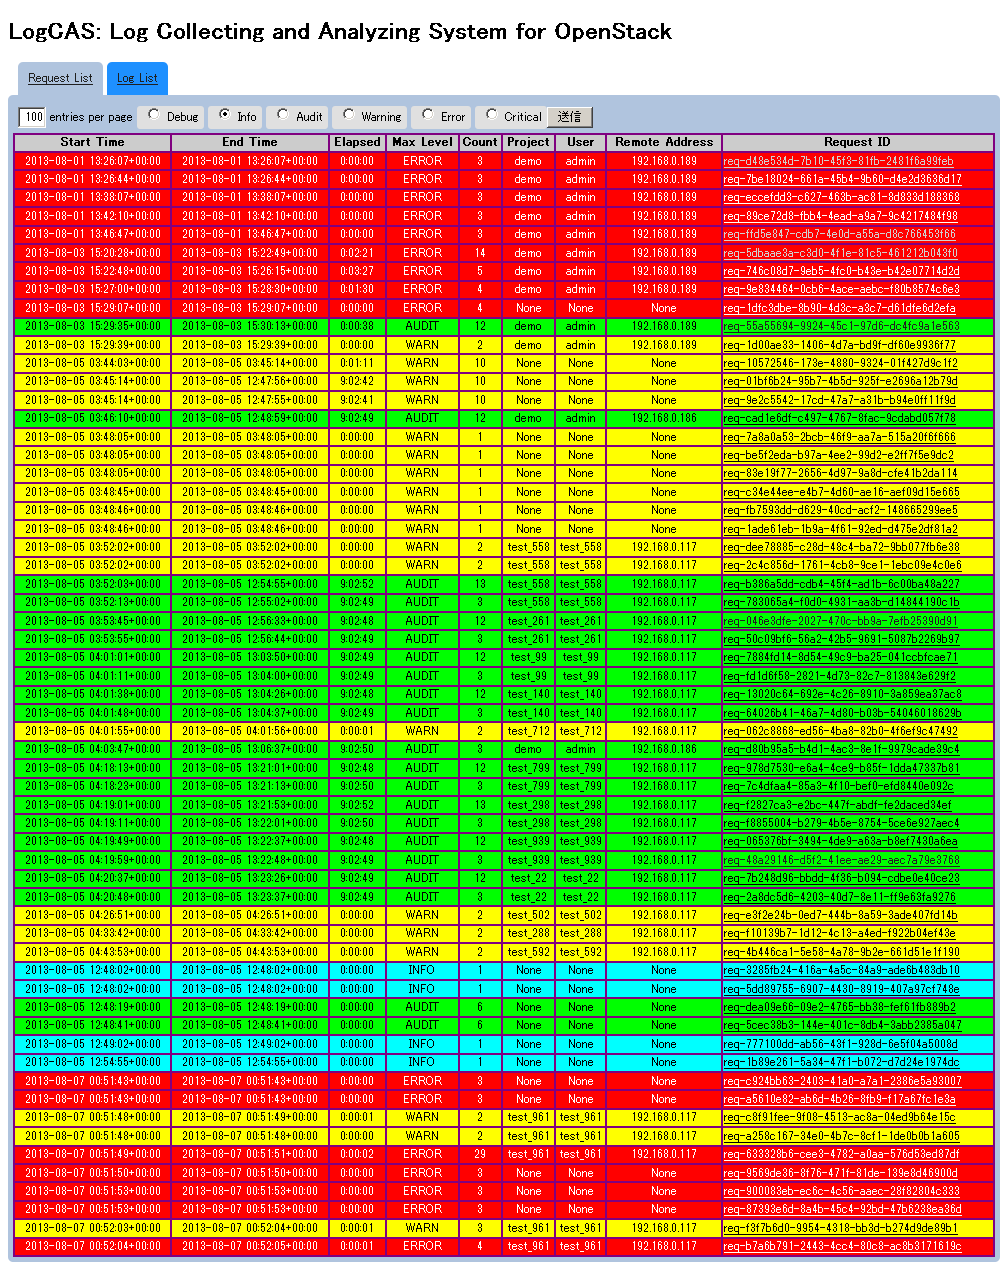 LogCAS: Log Collecting and Analyzing System for OpenStack
Request List Log List
100 entries per page Debug Info Audit Warning Error Critical 送信
Start Time End Time Elapsed Max Level Count Project User Remote Address Request ID
2013-08-01 13:26:07+00:00 2013-08-01 13:26:07+00:00 0:00:00 ERROR 3 demo admin 192.168.0.189 req-d48e534d-7b10-45f3-81fb-2481f6a99feb
2013-08-01 13:26:44+00:00 2013-08-01 13:26:44+00:00 0:00:00 ERROR 3 demo admin 192.168.0.189 req-7be18024-661a-45b4-9b60-d4e2d3636d17
2013-08-01 13:38:07+00:00 2013-08-01 13:38:07+00:00 0:00:00 ERROR 3 demo admin 192.168.0.189 req-eccefdd3-c627-463b-ac81-8d833d188368
2013-08-01 13:42:10+00:00 2013-08-01 13:42:10+00:00 0:00:00 ERROR 3 demo admin 192.168.0.189 req-89ce72d8-fbb4-4ead-a9a7-9c4217484f98
2013-08-01 13:46:47+00:00 2013-08-01 13:46:47+00:00 0:00:00 ERROR 3 demo admin 192.168.0.189 req-ffd5e847-cdb7-4e0d-a55a-d8c766453f66
2013-08-03 15:20:28+00:00 2013-08-03 15:22:49+00:00 0:02:21 ERROR 14 demo admin 192.168.0.189 req-5dbaae3a-c3d0-4f1e-81c5-461212b043f0
2013-08-03 15:22:48+00:00 2013-08-03 15:26:15+00:00 0:03:27 ERROR 5 demo admin 192.168.0.189 req-746c08d7-9eb5-4fc0-b43e-b42e07714d2d
2013-08-03 15:27:00+00:00 2013-08-03 15:28:30+00:00 0:01:30 ERROR 4 demo admin 192.168.0.189 req-9e834464-0cb6-4ace-aebc-f80b8574c6e3
2013-08-03 15:29:07+00:00 2013-08-03 15:29:07+00:00 0:00:00 ERROR 4 None None None req-1dfc3dbe-8b90-4d3c-a3c7-d61dfe6d2efa
2013-08-03 15:29:35+00:00 2013-08-03 15:30:13+00:00 0:00:38 AUDIT 12 demo admin 192.168.0.189 req-55a55694-9924-45c1-97d6-dc4fc9a1e563
2013-08-03 15:29:39+00:00 2013-08-03 15:29:39+00:00 0:00:00 WARN 2 demo admin 192.168.0.189 req-1d00ae33-1406-4d7a-bd9f-df60e9936f77
2013-08-05 03:44:03+00:00 2013-08-05 03:45:14+00:00 0:01:11 WARN 10 None None None req-10572546-173e-4880-9324-01f427d9c1f2
2013-08-05 03:45:14+00:00 2013-08-05 12:47:56+00:00 9:02:42 WARN 10 None None None req-01bf6b24-95b7-4b5d-925f-e2696a12b79d
2013-08-05 03:45:14+00:00 2013-08-05 12:47:55+00:00 9:02:41 WARN 10 None None None req-9e2c5542-17cd-47a7-a31b-b94e0ff11f9d
2013-08-05 03:46:10+00:00 2013-08-05 12:48:59+00:00 9:02:49 AUDIT 12 demo admin 192.168.0.186 req-cad1e6df-c497-4767-8fac-9cdabd057f78
2013-08-05 03:48:05+00:00 2013-08-05 03:48:05+00:00 0:00:00 WARN 1 None None None req-7a8a0a53-2bcb-46f9-aa7a-515a20f6f666
2013-08-05 03:48:05+00:00 2013-08-05 03:48:05+00:00 0:00:00 WARN 1 None None None req-be5f2eda-b97a-4ee2-99d2-e2ff7f5e9dc2
2013-08-05 03:48:05+00:00 2013-08-05 03:48:05+00:00 0:00:00 WARN 1 None None None req-83e19f77-2656-4d97-9a8d-cfe41b2da114
2013-08-05 03:48:45+00:00 2013-08-05 03:48:45+00:00 0:00:00 WARN 1 None None None req-c34e44ee-e4b7-4d60-ae16-aef09d15e665
2013-08-05 03:48:46+00:00 2013-08-05 03:48:46+00:00 0:00:00 WARN 1 None None None req-fb7593dd-d629-40cd-acf2-148665299ee5
2013-08-05 03:48:46+00:00 2013-08-05 03:48:46+00:00 0:00:00 WARN 1 None None None req-1ade61eb-1b9a-4f61-92ed-d475e2df81a2
2013-08-05 03:52:02+00:00 2013-08-05 03:52:02+00:00 0:00:00 WARN 2 test_558 test_558 192.168.0.117 req-dee78885-c28d-48c4-ba72-9bb077fb6e38
2013-08-05 03:52:02+00:00 2013-08-05 03:52:02+00:00 0:00:00 WARN 2 test_558 test_558 192.168.0.117 req-2c4c856d-1761-4cb8-9ce1-1ebc09e4c0e6
2013-08-05 03:52:03+00:00 2013-08-05 12:54:55+00:00 9:02:52 AUDIT 13 test_558 test_558 192.168.0.117 req-b386a5dd-cdb4-45f4-ad1b-6c00ba48a227
2013-08-05 03:52:13+00:00 2013-08-05 12:55:02+00:00 9:02:49 AUDIT 3 test_558 test_558 192.168.0.117 req-783065a4-f0d0-4931-aa3b-d14844190c1b
2013-08-05 03:53:45+00:00 2013-08-05 12:56:33+00:00 9:02:48 AUDIT 12 test_261 test_261 192.168.0.117 req-046e3dfe-2027-470c-bb9a-7efb25390d91
2013-08-05 03:53:55+00:00 2013-08-05 12:56:44+00:00 9:02:49 AUDIT 3 test_261 test_261 192.168.0.117 req-50c09bf6-56a2-42b5-9691-5087b2269b97
2013-08-05 04:01:01+00:00 2013-08-05 13:03:50+00:00 9:02:49 AUDIT 12 test_99 test_99 192.168.0.117 req-7884fd14-8d54-49c9-ba25-041ccbfcae71
2013-08-05 04:01:11+00:00 2013-08-05 13:04:00+00:00 9:02:49 AUDIT 3 test_99 test_99 192.168.0.117 req-fd1d6f58-2821-4d73-82c7-813843e629f2
2013-08-05 04:01:38+00:00 2013-08-05 13:04:26+00:00 9:02:48 AUDIT 12 test_140 test_140 192.168.0.117 req-13020c64-692e-4c26-8910-3a859ea37ac8
2013-08-05 04:01:48+00:00 2013-08-05 13:04:37+00:00 9:02:49 AUDIT 3 test_140 test_140 192.168.0.117 req-64026b41-46a7-4d80-b03b-54046018629b
2013-08-05 04:01:55+00:00 2013-08-05 04:01:56+00:00 0:00:01 WARN 2 test_712 test_712 192.168.0.117 req-062c8868-ed56-4ba8-82b0-4f6ef9c47492
2013-08-05 04:03:47+00:00 2013-08-05 13:06:37+00:00 9:02:50 AUDIT 3 demo admin 192.168.0.186 req-d80b95a5-b4d1-4ac3-8e1f-9979cade39c4
2013-08-05 04:18:13+00:00 2013-08-05 13:21:01+00:00 9:02:48 AUDIT 12 test_799 test_799 192.168.0.117 req-978d7530-e6a4-4ce9-b85f-1dda47387b81
2013-08-05 04:18:23+00:00 2013-08-05 13:21:13+00:00 9:02:50 AUDIT 3 test_799 test_799 192.168.0.117 req-7c4dfaa4-85a3-4f10-bef0-efd8440e092c
2013-08-05 04:19:01+00:00 2013-08-05 13:21:53+00:00 9:02:52 AUDIT 13 test_298 test_298 192.168.0.117 req-f2827ca3-e2bc-447f-abdf-fe2daced34ef
2013-08-05 04:19:11+00:00 2013-08-05 13:22:01+00:00 9:02:50 AUDIT 3 test_298 test_298 192.168.0.117 req-f8855004-b279-4b5e-8754-5ce6e927aec4
2013-08-05 04:19:49+00:00 2013-08-05 13:22:37+00:00 9:02:48 AUDIT 12 test_939 test_939 192.168.0.117 req-065376bf-3494-4de9-a63a-b8ef7430a6ea
2013-08-05 04:19:59+00:00 2013-08-05 13:22:48+00:00 9:02:49 AUDIT 3 test_939 test_939 192.168.0.117 req-48a29146-d5f2-41ee-ae29-aec7a79e3768
2013-08-05 04:20:37+00:00 2013-08-05 13:23:26+00:00 9:02:49 AUDIT 12 test_22 test_22 192.168.0.117 req-7b248d96-bbdd-4f36-b094-cdbe0e40ce23
2013-08-05 04:20:48+00:00 2013-08-05 13:23:37+00:00 9:02:49 AUDIT 3 test_22 test_22 192.168.0.117 req-2a8dc5d6-4203-40d7-8e11-ff9e63fa9276
2013-08-05 04:26:51+00:00 2013-08-05 04:26:51+00:00 0:00:00 WARN 2 test_502 test_502 192.168.0.117 req-e3f2e24b-0ed7-444b-8a59-3ade407fd14b
2013-08-05 04:33:42+00:00 2013-08-05 04:33:42+00:00 0:00:00 WARN 2 test_288 test_288 192.168.0.117 req-f10139b7-1d12-4c13-a4ed-f922b04ef43e
2013-08-05 04:43:53+00:00 2013-08-05 04:43:53+00:00 0:00:00 WARN 2 test_592 test_592 192.168.0.117 req-4b446ca1-5e58-4a78-9b2e-661d51e1f190
2013-08-05 12:48:02+00:00 2013-08-05 12:48:02+00:00 0:00:00 INFO 1 None None None req-3285fb24-416a-4a5c-84a9-ade6b483db10
2013-08-05 12:48:02+00:00 2013-08-05 12:48:02+00:00 0:00:00 INFO 1 None None None req-5dd89755-6907-4430-8919-407a97cf748e
2013-08-05 12:48:19+00:00 2013-08-05 12:48:19+00:00 0:00:00 AUDIT 6 None None None req-dea09e66-09e2-4765-bb38-fef61fb889b2
2013-08-05 12:48:41+00:00 2013-08-05 12:48:41+00:00 0:00:00 AUDIT 6 None None None req-5cec38b3-144e-401c-8db4-3abb2385a047
2013-08-05 12:49:02+00:00 2013-08-05 12:49:02+00:00 0:00:00 INFO 1 None None None req-777100dd-ab56-48f1-928d-6e5f04a5008d
2013-08-05 12:54:55+00:00 2013-08-05 12:54:55+00:00 0:00:00 INFO 1 None None None req-1b89e261-5a34-47f1-b072-d7d24e1974dc
2013-08-07 00:51:43+00:00 2013-08-07 00:51:43+00:00 0:00:00 ERROR 3 None None None req-c924bb63-2403-41a0-a7a1-2386e5a93007
2013-08-07 00:51:43+00:00 2013-08-07 00:51:43+00:00 0:00:00 ERROR 3 None None None req-a5610e82-ab6d-4b26-8fb9-f17a67fc1e3a
2013-08-07 00:51:48+00:00 2013-08-07 00:51:49+00:00 0:00:01 WARN 2 test_961 test_961 192.168.0.117 req-c8f91fee-9f08-4513-ac8a-04ed9b64e15c
2013-08-07 00:51:48+00:00 2013-08-07 00:51:48+00:00 0:00:00 WARN 2 test_961 test_961 192.168.0.117 req-a258c167-34e0-4b7c-8cf1-1de0b0b1a605
2013-08-07 00:51:49+00:00 2013-08-07 00:51:51+00:00 0:00:02 ERROR 29 test_961 test_961 192.168.0.117 req-633328b6-cee3-4782-a0aa-576d53ed87df
2013-08-07 00:51:50+00:00 2013-08-07 00:51:50+00:00 0:00:00 ERROR 3 None None None req-9569de36-8f76-471f-81de-139e8d46900d
2013-08-07 00:51:53+00:00 2013-08-07 00:51:53+00:00 0:00:00 ERROR 3 None None None req-900083eb-ec6c-4c56-aaec-28f82804c333
2013-08-07 00:51:53+00:00 2013-08-07 00:51:53+00:00 0:00:00 ERROR 3 None None None req-87393e6d-8a4b-45c4-92bd-47b6238ea36d
2013-08-07 00:52:03+00:00 2013-08-07 00:52:04+00:00 0:00:01 WARN 3 test_961 test_961 192.168.0.117 req-f3f7b6d0-9954-4318-bb3d-b274d9de89b1
2013-08-07 00:52:04+00:00 2013-08-07 00:52:05+00:00 0:00:01 ERROR 4 test_961 test_961 192.168.0.117 req-b7a6b791-2443-4cc4-80c8-ac8b3171619c